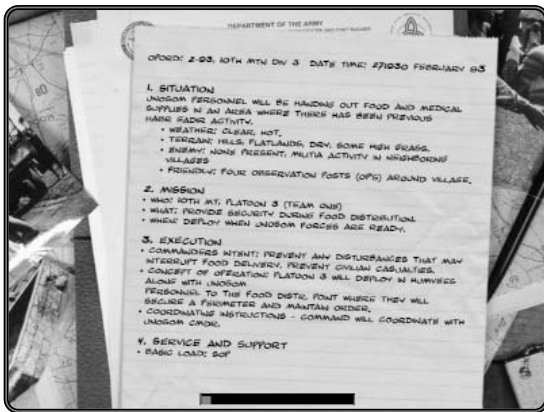 DEPARTMENT OF THE ARMY
OPORD: 2-93, 10TH MTN DIV 3 DATE TIME: 271930 FEBRUARY 93
1. SITUATION
UNOSOM PERSONNEL WILL BE HANDING OUT FOOD AND MEDICAL
SUPPLIES IN AN AREA WHERE THERE HAS BEEN PREVIOUS
HABR GADIR ACTIVITY.
• WEATHER: CLEAR, HOT.
• TERRAIN: HILLS, FLATLANDS, DRY, SOME HIGH GRASS.
• ENEMY: NONE PRESENT, MILITIA ACTIVITY IN NEIGHBORING
VILLAGES
• FRIENDLY: FOUR OBSERVATION POSTS (OPS) AROUND VILLAGE.
2. MISSION
• WHO: 10TH MT. PLATOON 3 (TEAM ONE)
• WHAT: PROVIDE SECURITY DURING FOOD DISTRIBUTION.
• WHEN: DEPLOY WHEN UNOSOM FORCES ARE READY.
3. EXECUTION
• COMMANDERS INTENT: PREVENT ANY DISTURBANCES THAT MAY
INTERRUPT FOOD DELIVERY, PREVENT CIVILIAN CASUALTIES.
• CONCEPT OF OPERATION: PLATOON 3 WILL DEPLOY IN HUMVEES
ALONG WITH UNOSOM
PERSONNEL TO THE FOOD DISTR. POINT WHERE THEY WILL
SECURE A PERIMETER AND MAINTAIN ORDER.
• COORDINATING INSTRUCTIONS - COMMAND WILL COORDINATE WITH
UNOSOM CMDR.
4. SERVICE AND SUPPORT
• BASIC LOAD: SOP